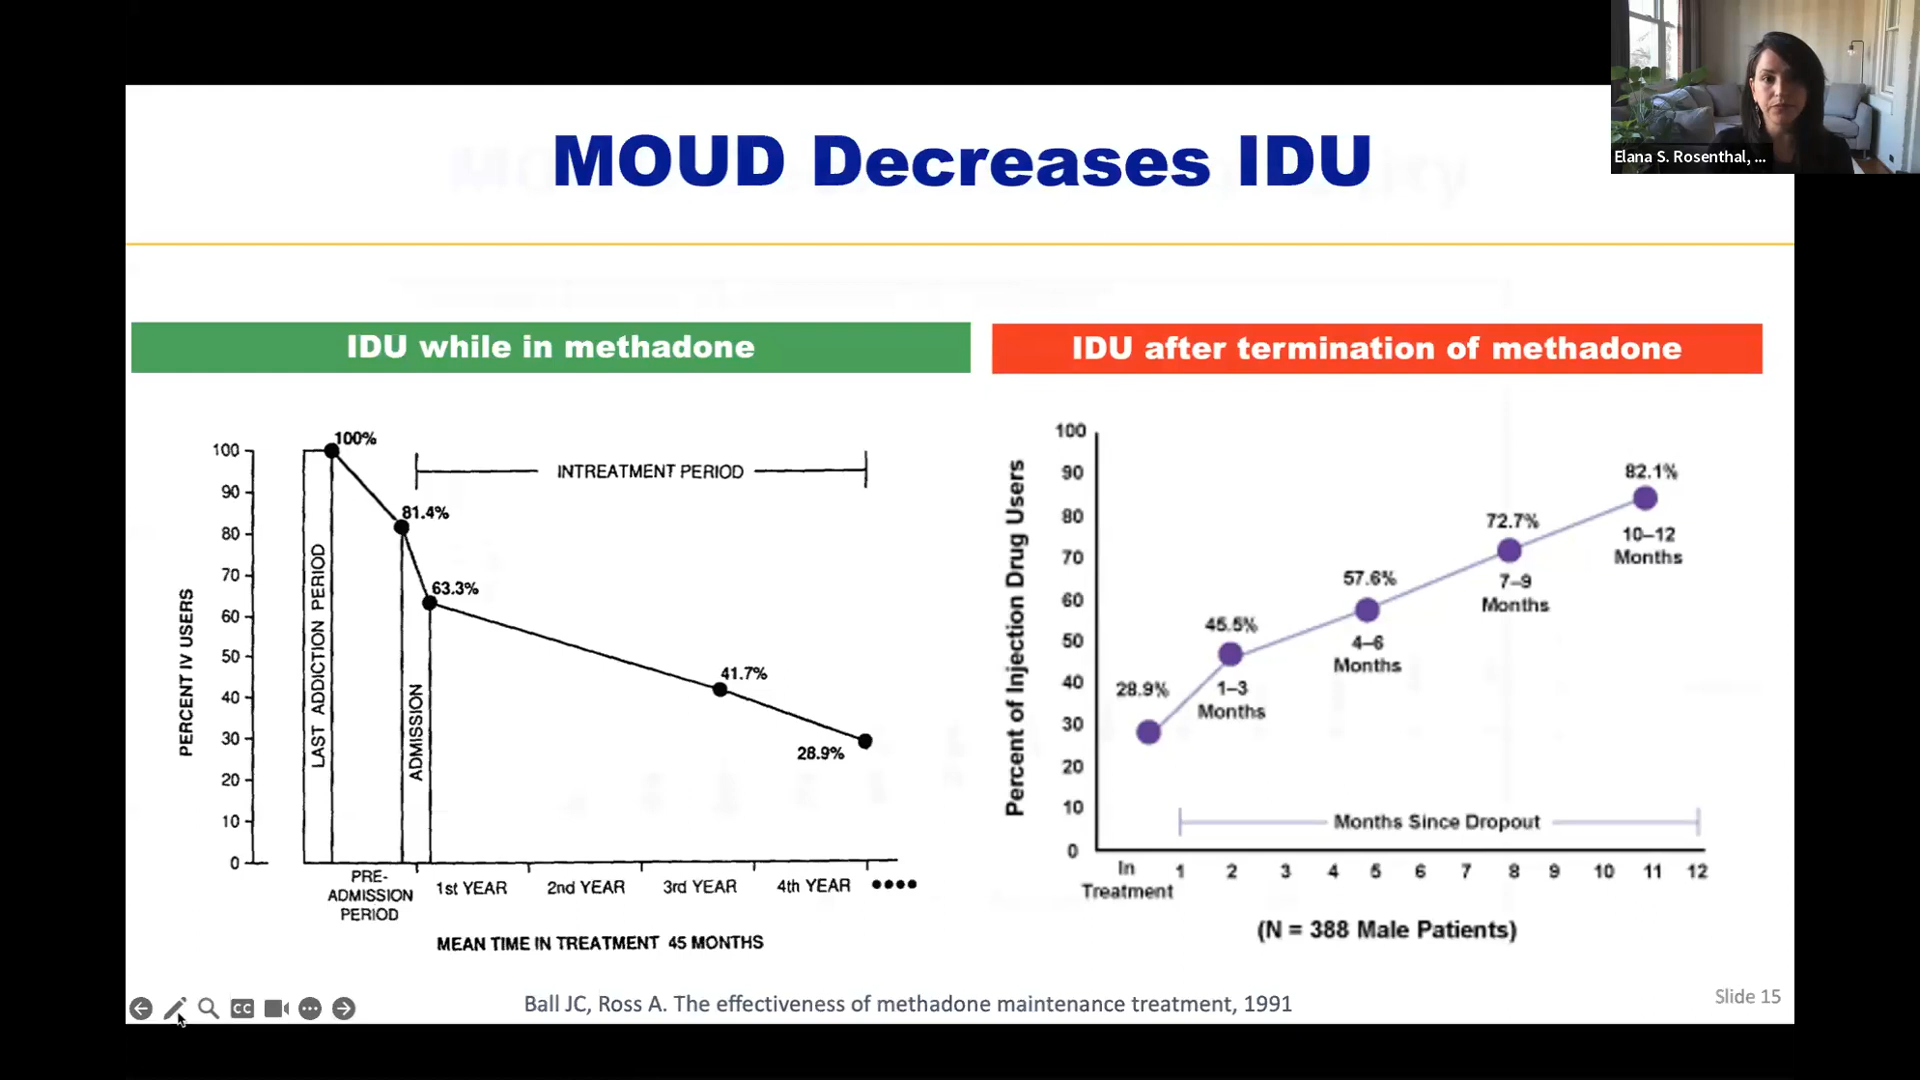 MOUD Decreases IDU
Elana S. Rosenthal, ...
IDU while in methadone
IDU after termination of methadone
100
90
80
70
60
50
40
30
20
10
0
PERCENT IV USERS
LAST ADDICTION PERIOD
ADMISSION
100%
81.4%
63.3%
41.7%
28.9%
INTREATMENT PERIOD
PRE-
ADMISSION
PERIOD
1st YEAR
2nd YEAR
3rd YEAR
4th YEAR
MEAN TIME IN TREATMENT 45 MONTHS
Percent of Injection Drug Users
100
90
80
70
60
50
40
30
20
10
0
28.9%
45.5%
1–3
Months
57.6%
4–6
Months
72.7%
7–9
Months
82.1%
10–12
Months
Months Since Dropout
In
Treatment
1 2 3 4 5 6 7 8 9 10 11 12
(N = 388 Male Patients)
CC
Ball JC, Ross A. The effectiveness of methadone maintenance treatment, 1991
Slide 15